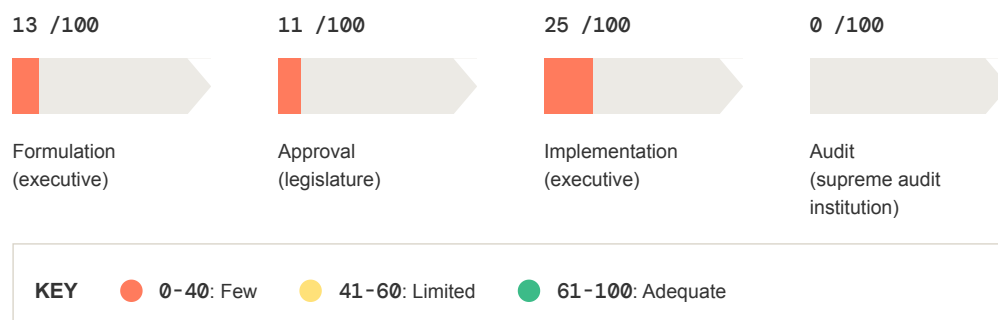 13 /100
11 /100
25 /100
0 /100
Formulation
(executive)
Approval
(legislature)
Implementation
(executive)
Audit
(supreme audit
institution)
KEY 0-40: Few 41-60: Limited 61-100: Adequate